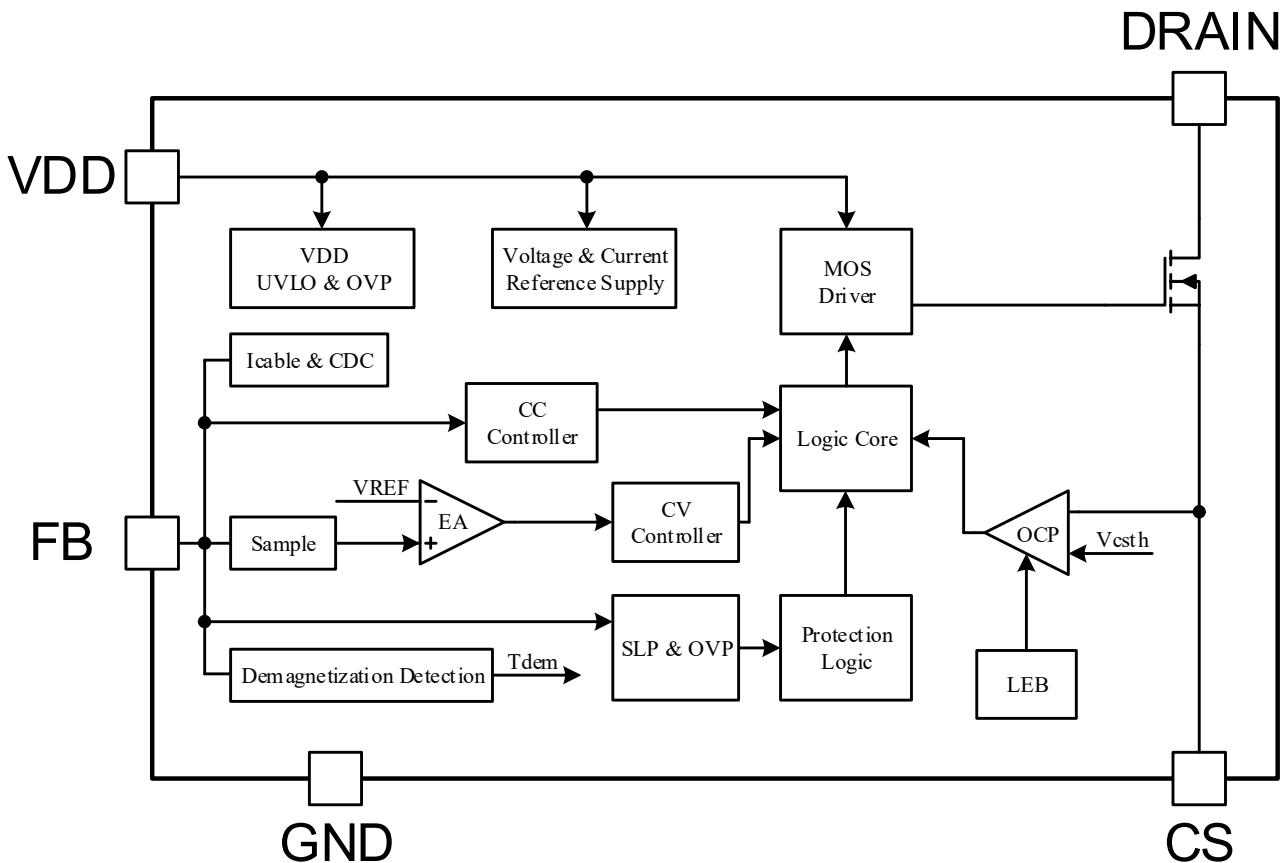 DRAIN
VDD
VDD
UVLO & OVP
Voltage & Current
Reference Supply
MOS
Driver
Icable & CDC
CC
Controller
Logic Core
VREF
−
EA
+
CV
Controller
FB
Sample
OCP
Vcsth
SLP & OVP
Protection
Logic
Demagnetization Detection
Tdem
LEB
GND
CS